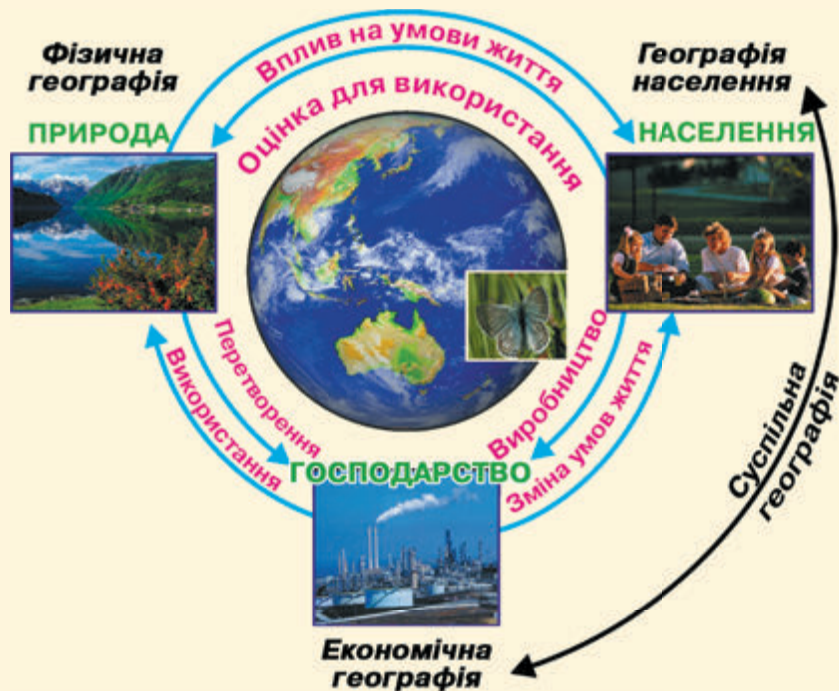 Фізична
географія
ПРИРОДА
Вплив на умови життя
Оцінка для використання
Географія
населення
НАСЕЛЕННЯ
Перетворення
Використання
Виробництво
Зміна умов життя
ГОСПОДАРСТВО
Суспільна
географія
Економічна
географія